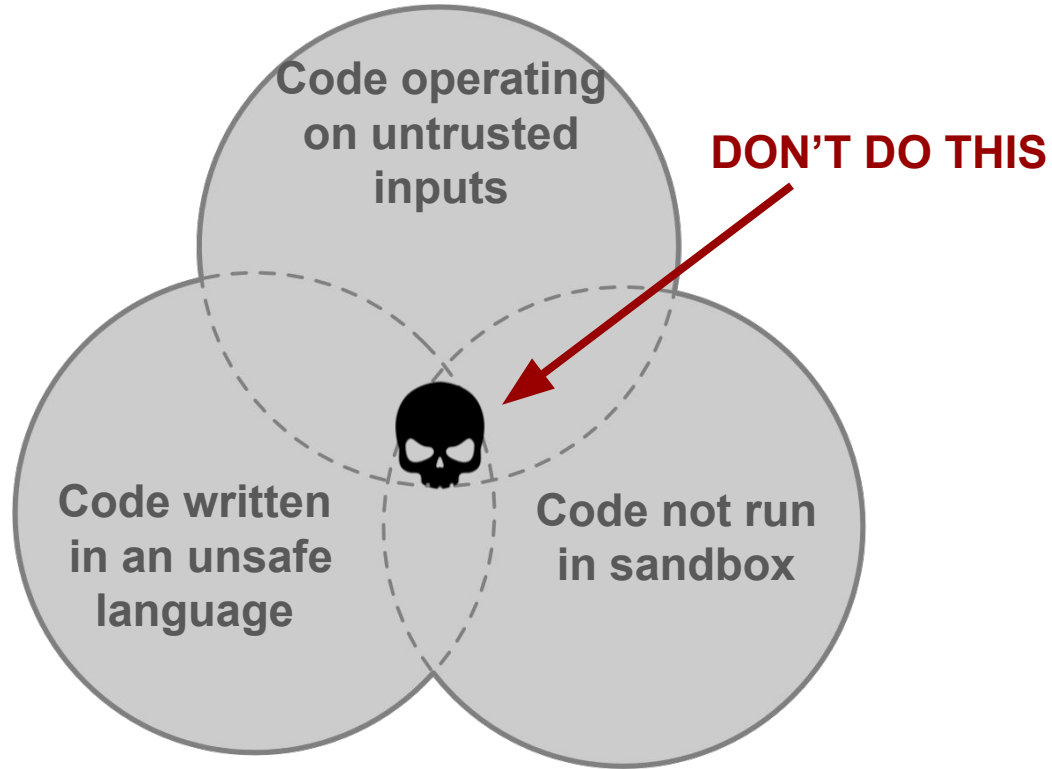 Code operating
on untrusted
inputs
DON’T DO THIS
Code written
in an unsafe
language
Code not run
in sandbox